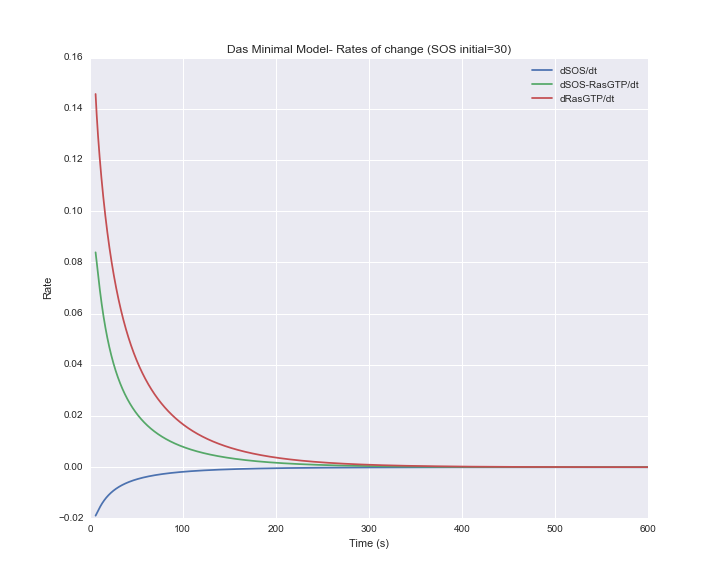 Das Minimal Model- Rates of change (SOS initial=30)
0.16
0.14
0.12
0.10
0.08
0.06
0.04
0.02
0.00
−0.02
Rate
dSOS/dt
dSOS-RasGTP/dt
dRasGTP/dt
0 100 200 300 400 500 600
Time (s)